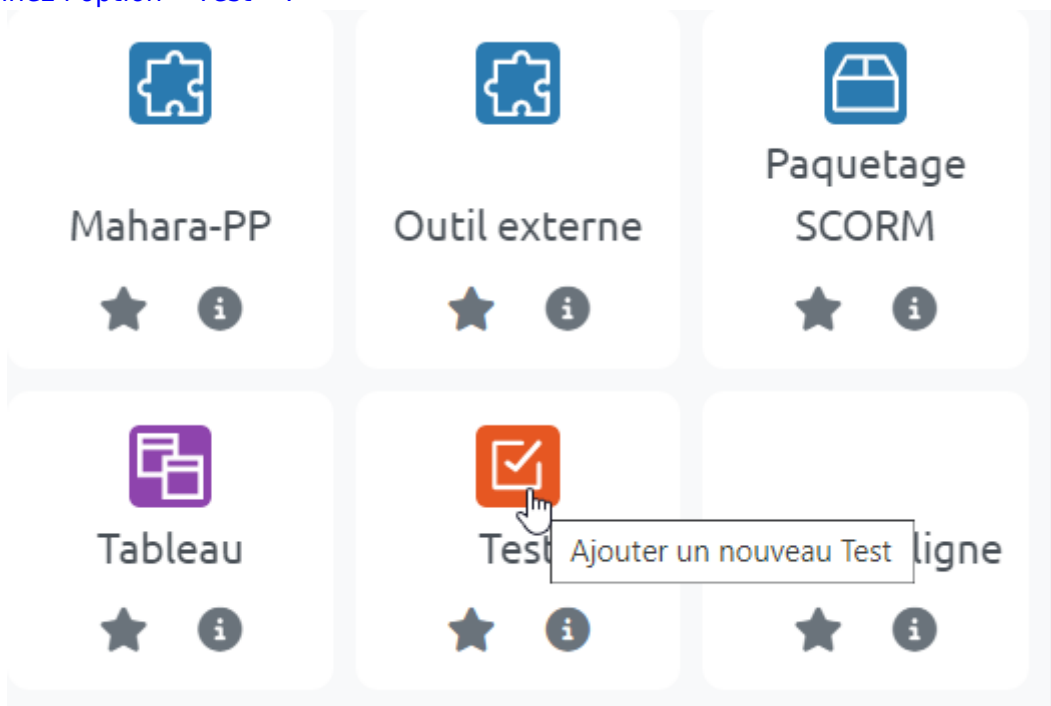 Mahara-PP
Outil externe
Paquetage
SCORM
Tableau
Test
Ajouter un nouveau Test
ligne